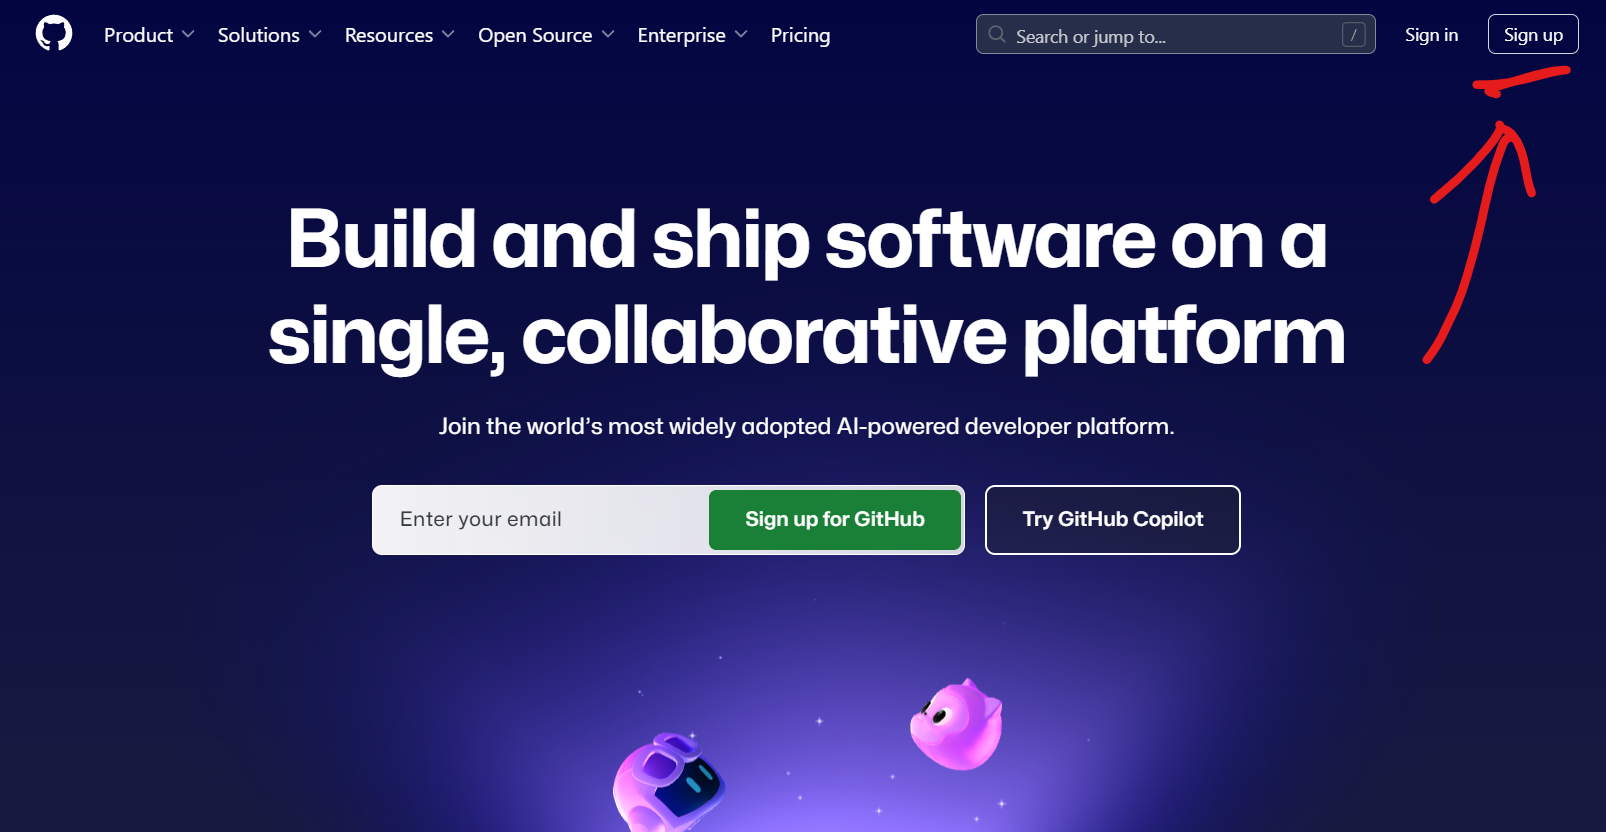 Product Solutions Resources Open Source Enterprise Pricing Search or jump to... / Sign in Sign up
Build and ship software on a
single, collaborative platform
Join the world’s most widely adopted AI-powered developer platform.
Enter your email Sign up for GitHub Try GitHub Copilot